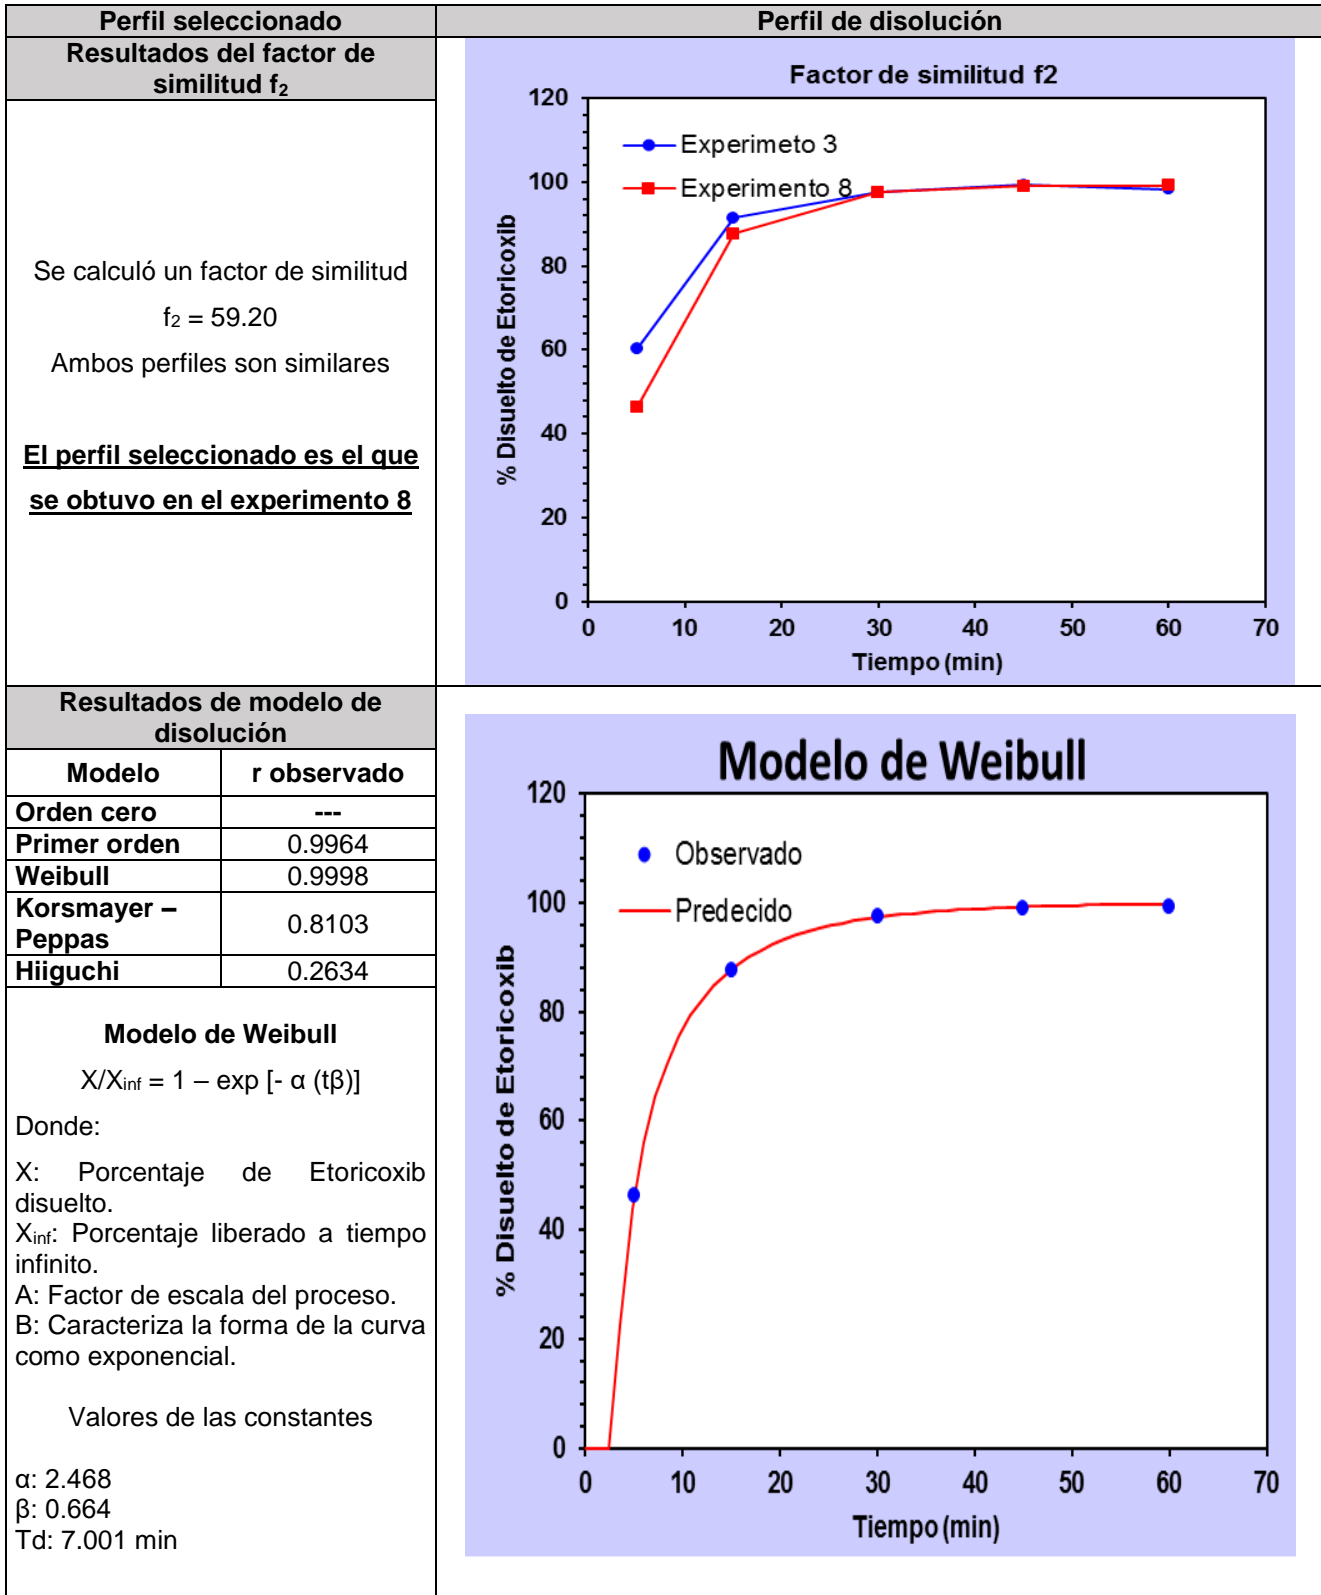 Perfil seleccionado
Perfil de disolución
Resultados del factor de
similitud f₂
Se calculó un factor de similitud
f₂ = 59.20
Ambos perfiles son similares
El perfil seleccionado es el que
se obtuvo en el experimento 8
Factor de similitud f2
Experimeto 3
Experimento 8
% Disuelto de Etoricoxib
120
100
80
60
40
20
0
0 10 20 30 40 50 60 70
Tiempo (min)
Resultados de modelo de
disolución
Modelo r observado
Orden cero ---
Primer orden 0.9964
Weibull 0.9998
Korsmayer –
Peppas 0.8103
Hiiguchi 0.2634
Modelo de Weibull
X/Xinf = 1 – exp [- α (tβ)]
Donde:
X: Porcentaje de Etoricoxib
disuelto.
Xinf: Porcentaje liberado a tiempo
infinito.
A: Factor de escala del proceso.
B: Caracteriza la forma de la curva
como exponencial.
Valores de las constantes
α: 2.468
β: 0.664
Td: 7.001 min
Modelo de Weibull
Observado
Predecido
% Disuelto de Etoricoxib
120
100
80
60
40
20
0
0 10 20 30 40 50 60 70
Tiempo (min)